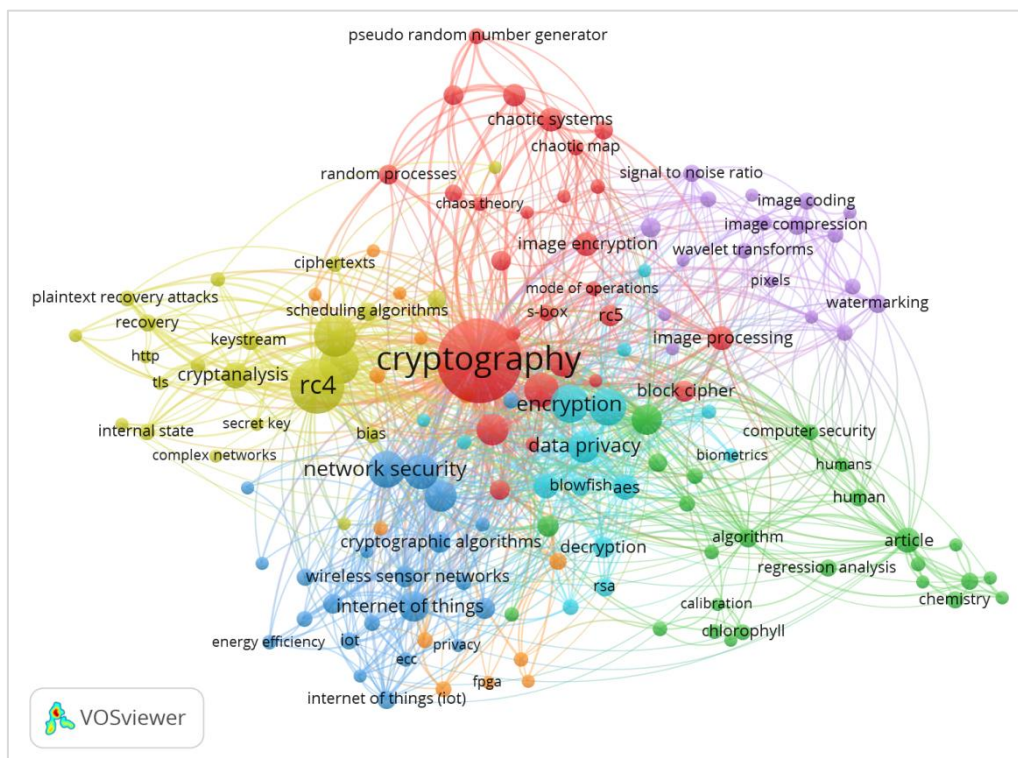 pseudo random number generator
chaotic systems
chaotic map
random processes
signal to noise ratio
chaos theory
image coding
image compression
image encryption
wavelet transforms
ciphertexts
pixels
mode of operations
plaintext recovery attacks
watermarking
scheduling algorithms
s-box
rc5
recovery
keystream
image processing
http
cryptography
cryptanalysis
tls
rc4
block cipher
encryption
secret key
internal state
bias
computer security
data privacy
complex networks
biometrics
network security
humans
blowfish
aes
human
cryptographic algorithms
decryption
algorithm
article
regression analysis
wireless sensor networks
rsa
chemistry
internet of things
calibration
chlorophyll
energy efficiency
iot
privacy
ecc
fpga
internet of things (iot)
VOSviewer